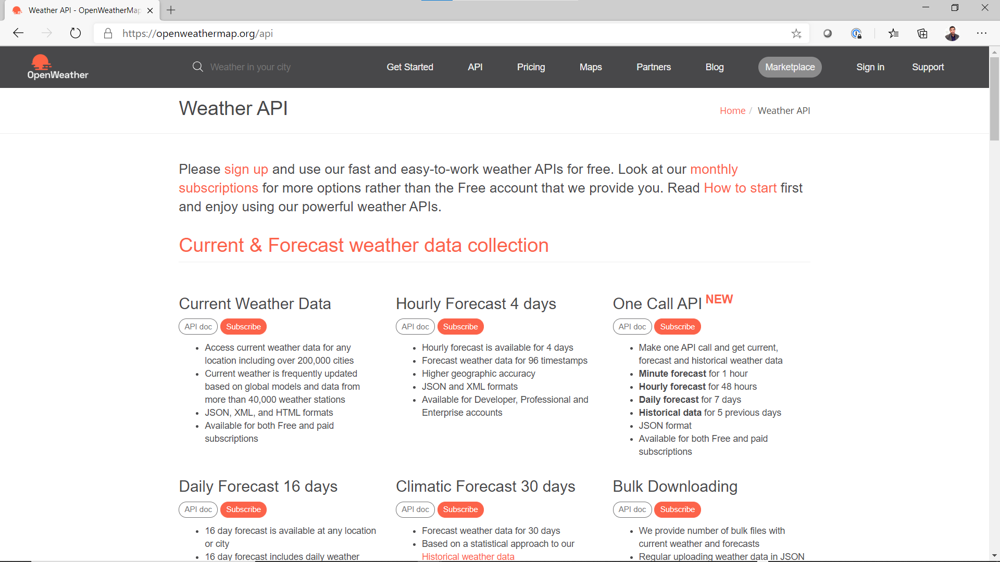 Weather API - OpenWeatherMap
https://openweathermap.org/api
OpenWeather
Weather in your city
Get Started
API
Pricing
Maps
Partners
Blog
Marketplace
Sign in
Support
Weather API
Home / Weather API
Please sign up and use our fast and easy-to-work weather APIs for free. Look at our monthly
subscriptions for more options rather than the Free account that we provide you. Read How to start first
and enjoy using our powerful weather APIs.
Current & Forecast weather data collection
Current Weather Data
API doc Subscribe
Access current weather data for any
location including over 200,000 cities
Current weather is frequently updated
based on global models and data from
more than 40,000 weather stations
JSON, XML, and HTML formats
Available for both Free and paid
subscriptions
Hourly Forecast 4 days
API doc Subscribe
Hourly forecast is available for 4 days
Forecast weather data for 96 timestamps
Higher geographic accuracy
JSON and XML formats
Available for Developer, Professional and
Enterprise accounts
One Call API NEW
API doc Subscribe
Make one API call and get current,
forecast and historical weather data
Minute forecast for 1 hour
Hourly forecast for 48 hours
Daily forecast for 7 days
Historical data for 5 previous days
JSON format
Available for both Free and paid
subscriptions
Daily Forecast 16 days
API doc Subscribe
16 day forecast is available at any location
or city
16 day forecast includes daily weather
Climatic Forecast 30 days
API doc Subscribe
Forecast weather data for 30 days
Based on a statistical approach to our
Historical weather data
Bulk Downloading
API doc Subscribe
We provide number of bulk files with
current weather and forecasts
Regular uploading weather data in JSON